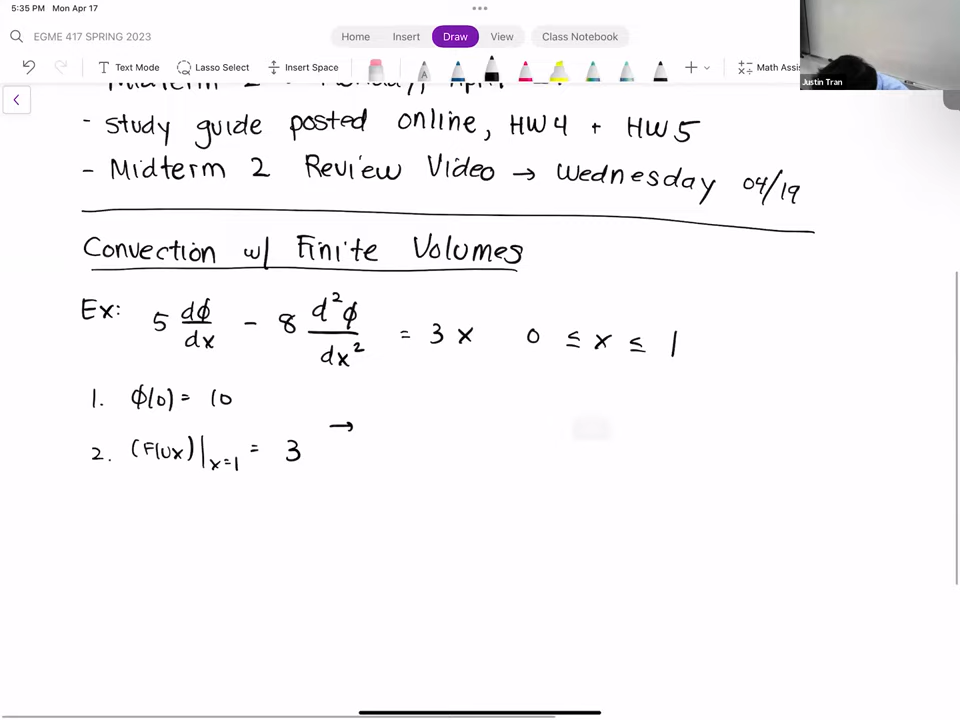 5:35 PM Mon Apr 17
EGME 417 SPRING 2023
Home Insert Draw View Class Notebook
Text Mode Lasso Select Insert Space Math Assis
Justin Tran
- Midterm 2
- Study guide posted online, HW4 + HW5
- Midterm 2 Review Video → Wednesday 04/19
Convection w/ Finite Volumes
Ex: 5 dϕ/dx - 8 d²ϕ/dx² = 3x 0 ≤ x ≤ 1
1. ϕ(0) = 10
2. (Flux)|x=1 = 3 →